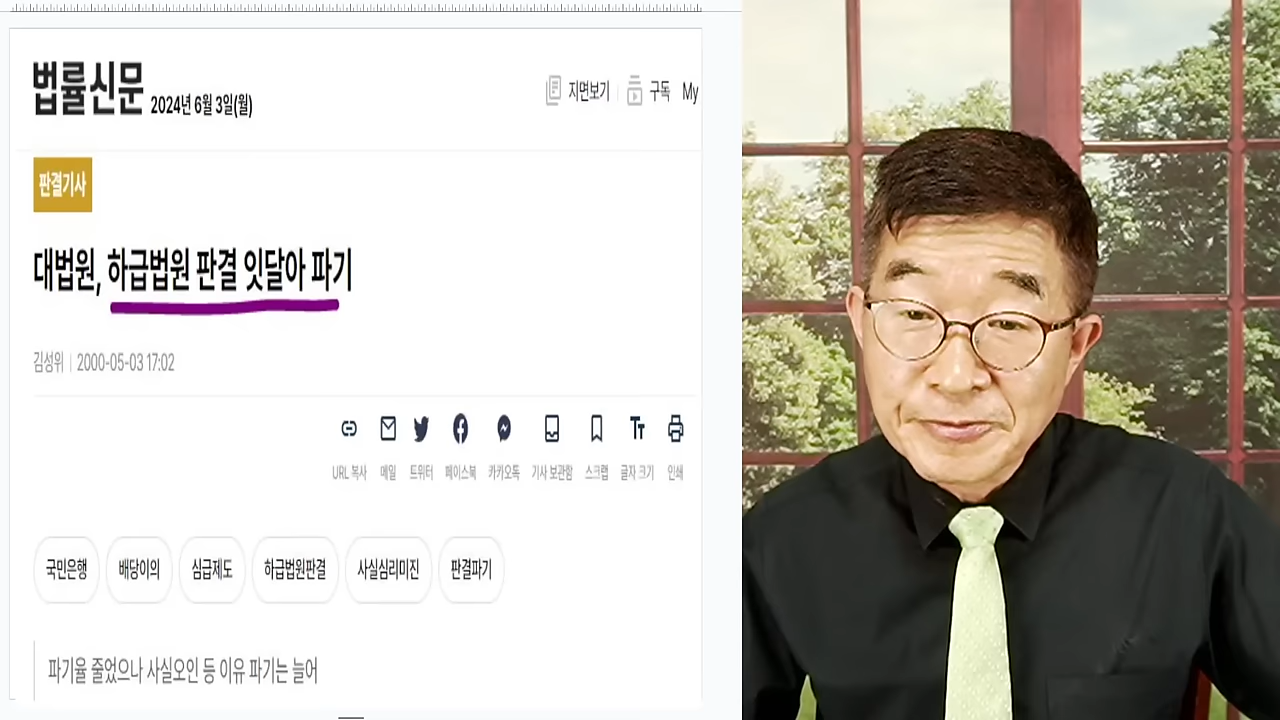 법률신문 2024년 6월 3일(월)
지면보기 구독 My
판결기사
대법원, 하급법원 판결 잇달아 파기
김성위 | 2000-05-03 17:02
URL 복사 메일 트위터 페이스북 카카오톡 기사 보관함 스크랩 글자 크기 인쇄
국민은행 배당이의 심급제도 하급법원판결 사실심리미진 판결파기
파기율 줄었으나 사실오인 등 이유 파기는 늘어